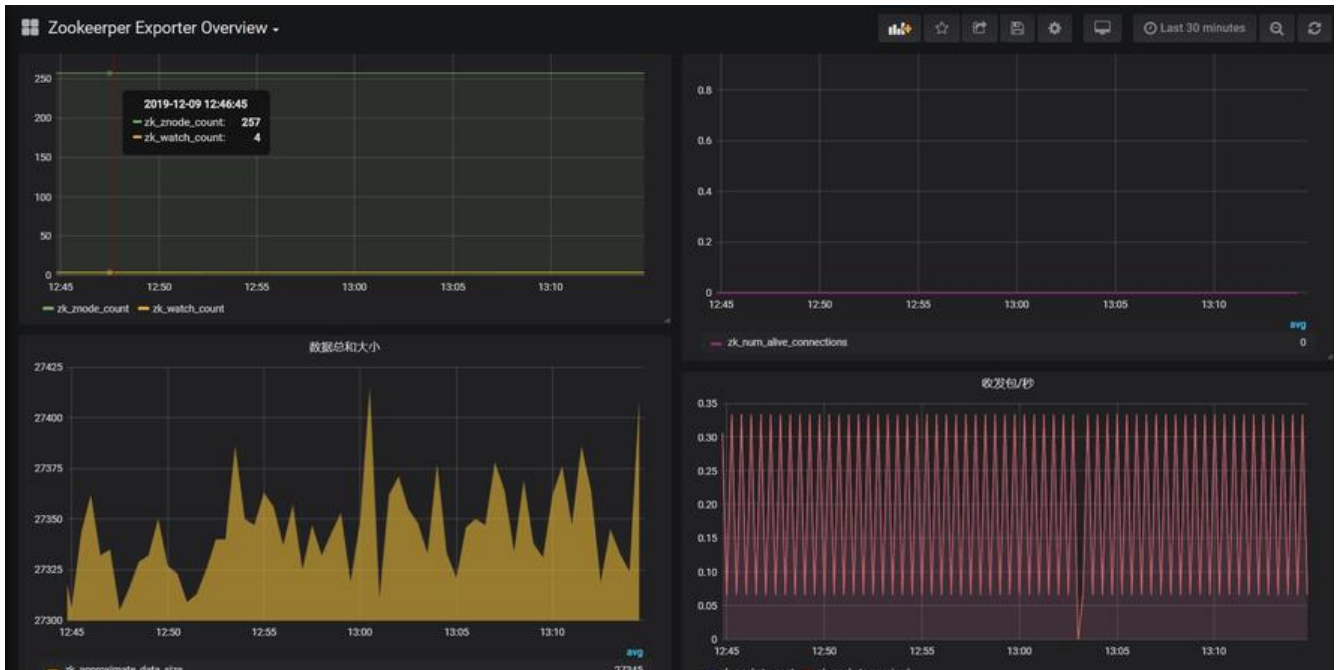 Zookeerper Exporter Overview
Last 30 minutes
250
200
150
100
50
0
2019-12-09 12:46:45
zk_znode_count: 257
zk_watch_count: 4
12:45 12:50 12:55 13:00 13:05 13:10
zk_znode_count zk_watch_count
0.8
0.6
0.4
0.2
0
12:45 12:50 12:55 13:00 13:05 13:10
avg
zk_num_alive_connections 0
数据总和大小
27425
27400
27375
27350
27325
27300
12:45 12:50 12:55 13:00 13:05 13:10
avg
zk_approximate_data_size 27345
收发包/秒
0.35
0.30
0.25
0.20
0.15
0.10
0.05
0
12:45 12:50 12:55 13:00 13:05 13:10